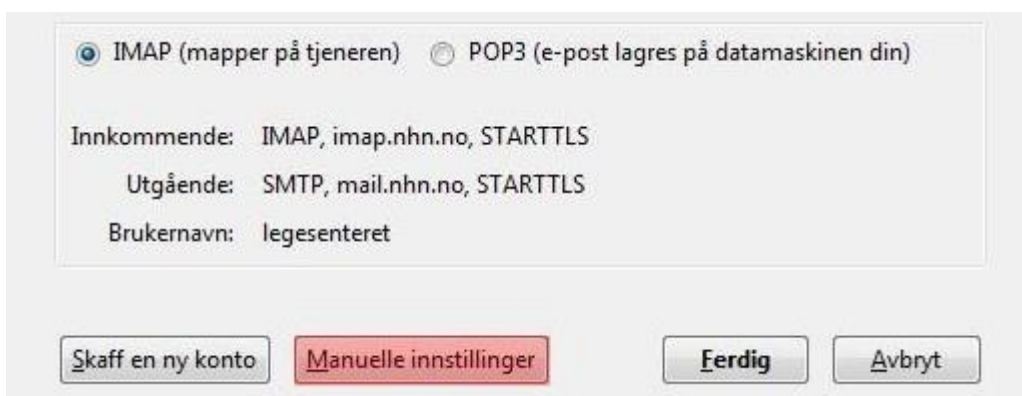 IMAP (mapper på tjeneren) POP3 (e-post lagres på datamaskinen din)
Innkommende: IMAP, imap.nhn.no, STARTTLS
Utgående: SMTP, mail.nhn.no, STARTTLS
Brukernavn: legesenteret
Skaff en ny konto Manuelle innstillinger Ferdig Avbryt